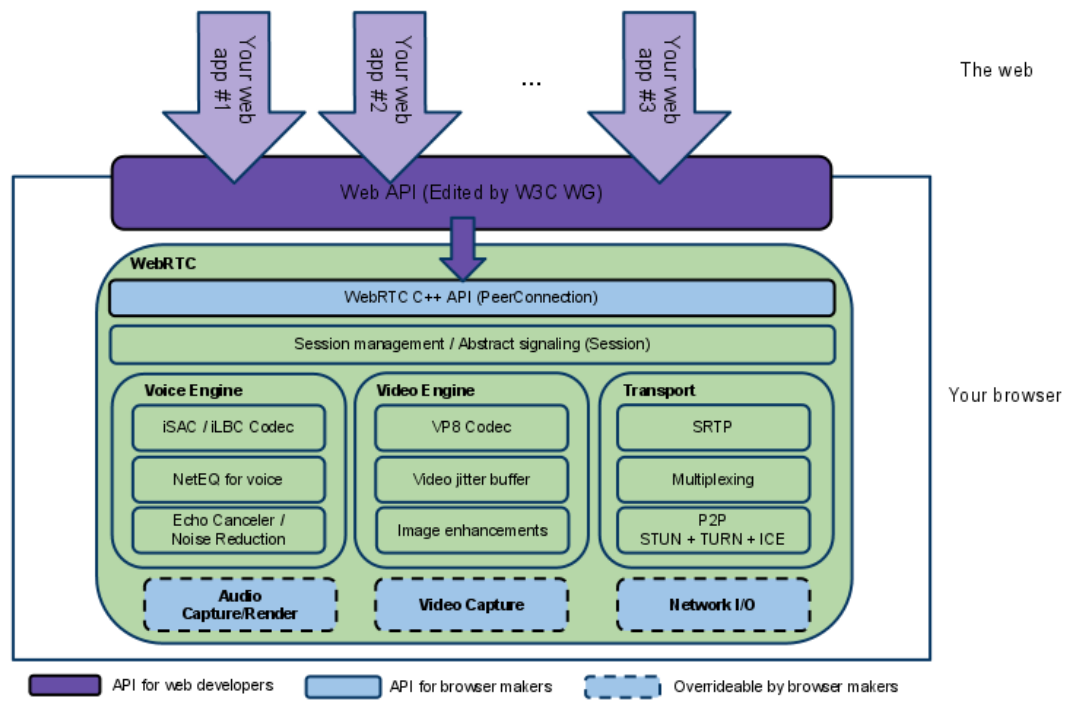 Your web
app #1
Your web
app #2
...
Your web
app #3
The web
Web API (Edited by W3C WG)
WebRTC
WebRTC C++ API (PeerConnection)
Session management / Abstract signaling (Session)
Your browser
Voice Engine
iSAC / iLBC Codec
NetEQ for voice
Echo Canceler /
Noise Reduction
Video Engine
VP8 Codec
Video jitter buffer
Image enhancements
Transport
SRTP
Multiplexing
P2P
STUN + TURN + ICE
Audio
Capture/Render
Video Capture
Network I/O
API for web developers
API for browser makers
Overrideable by browser makers